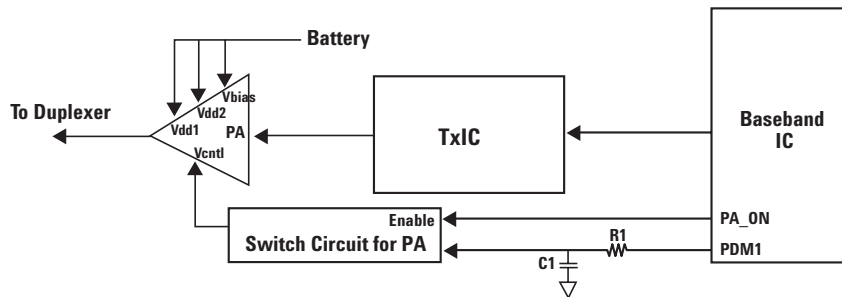 Battery
To Duplexer
Vbias
Vdd2
Vdd1
PA
Vcntl
TxIC
Baseband
IC
Enable
PA_ON
Switch Circuit for PA
R1
PDM1
C1